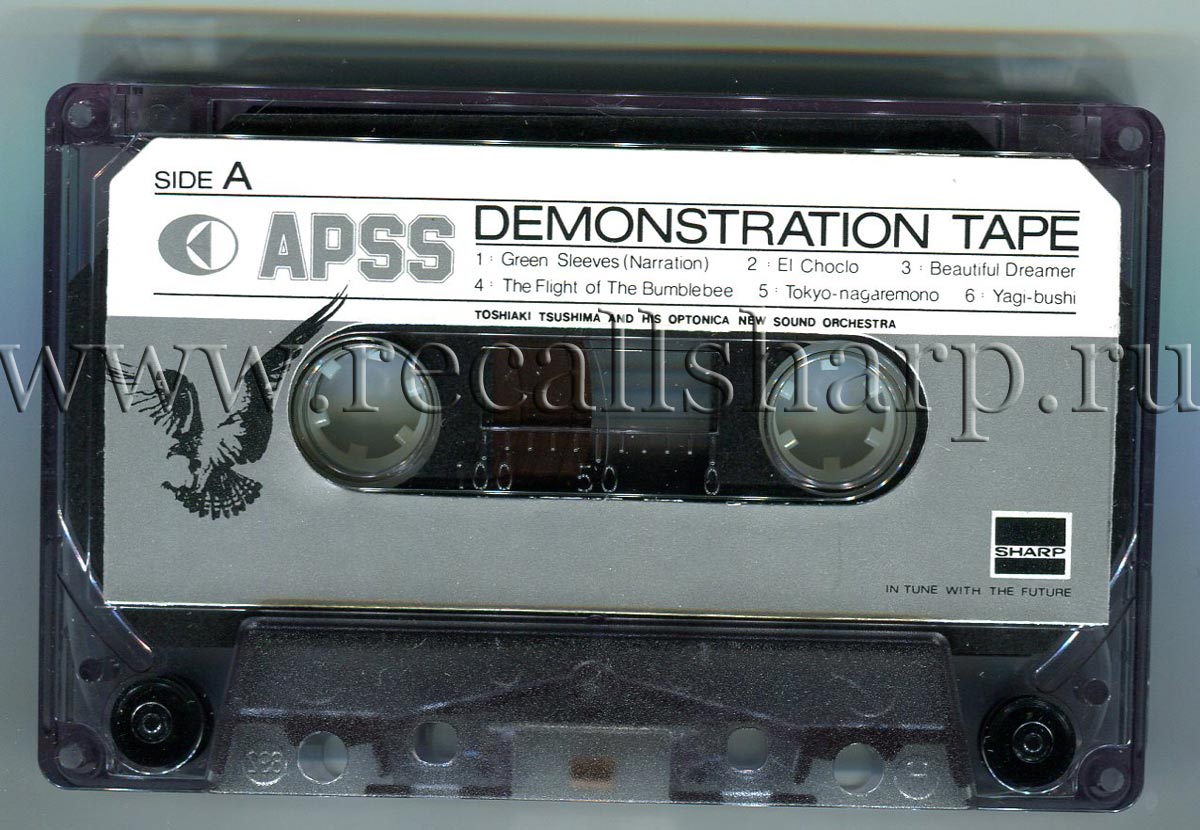 SIDE A
APSS
DEMONSTRATION TAPE
1 : Green Sleeves (Narration) 2 : El Choclo 3 : Beautiful Dreamer
4 : The Flight of The Bumblebee 5 : Tokyo-nagaremono 6 : Yagi-bushi
TOSHIAKI TSUSHIMA AND HIS OPTONICA NEW SOUND ORCHESTRA
www.recallsharp.ru
100 50 0
SHARP
IN TUNE WITH THE FUTURE